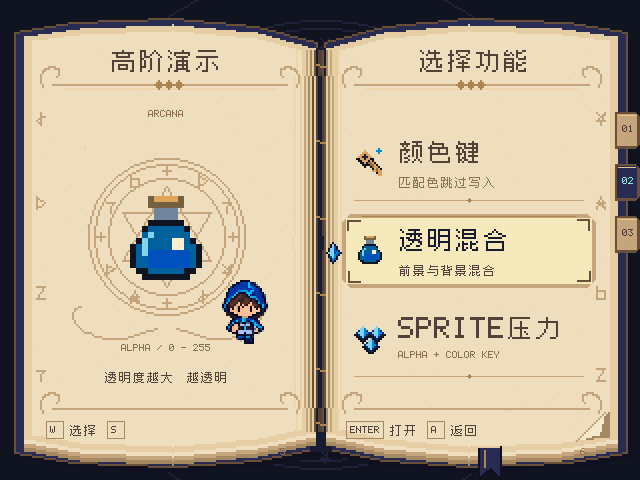 高阶演示
ARCANA
ALPHA / 0 - 255
透明度越大 越透明
W 选择 S
选择功能
颜色键
匹配色跳过写入
透明混合
前景与背景混合
SPRITE压力
ALPHA + COLOR KEY
ENTER 打开 A 返回
01
02
03